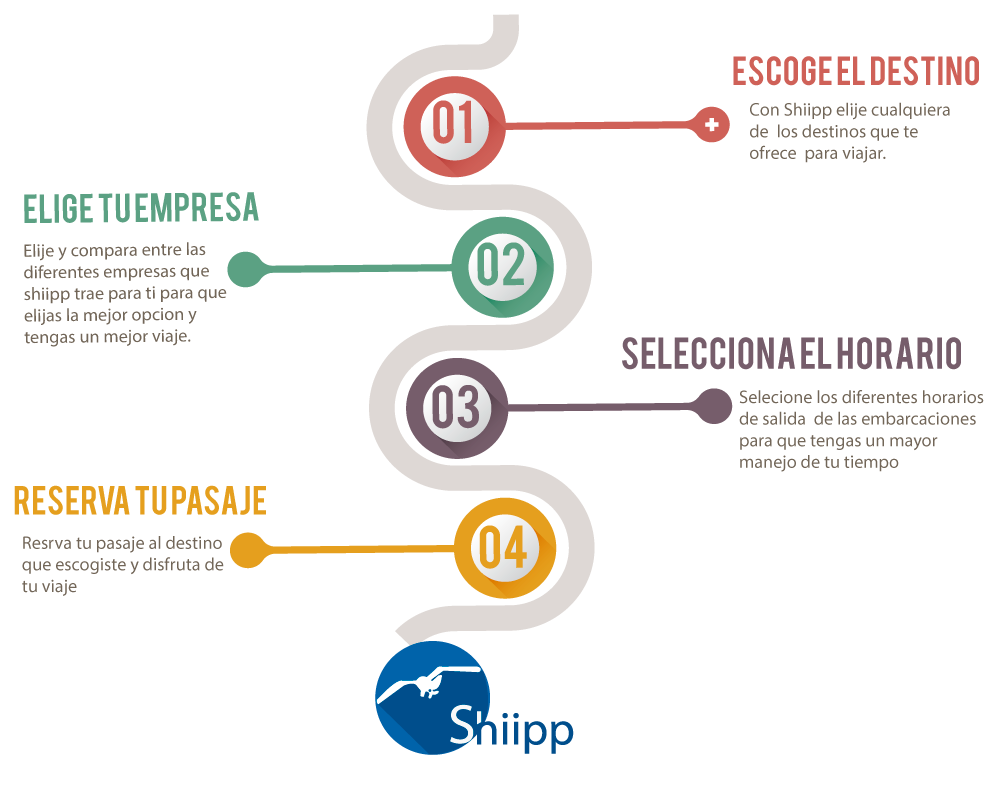 01
ESCOGE EL DESTINO
Con Shiipp elije cualquiera
de los destinos que te
ofrece para viajar.
ELIGE TU EMPRESA
Elije y compara entre las
diferentes empresas que
shiipp trae para ti para que
elijas la mejor opcion y
tengas un mejor viaje.
02
SELECCIONA EL HORARIO
03
Selecione los diferentes horarios
de salida de las embarcaciones
para que tengas un mayor
manejo de tu tiempo
RESERVA TU PASAJE
Resrva tu pasaje al destino
que escogiste y disfruta de
tu viaje
04
Shiipp